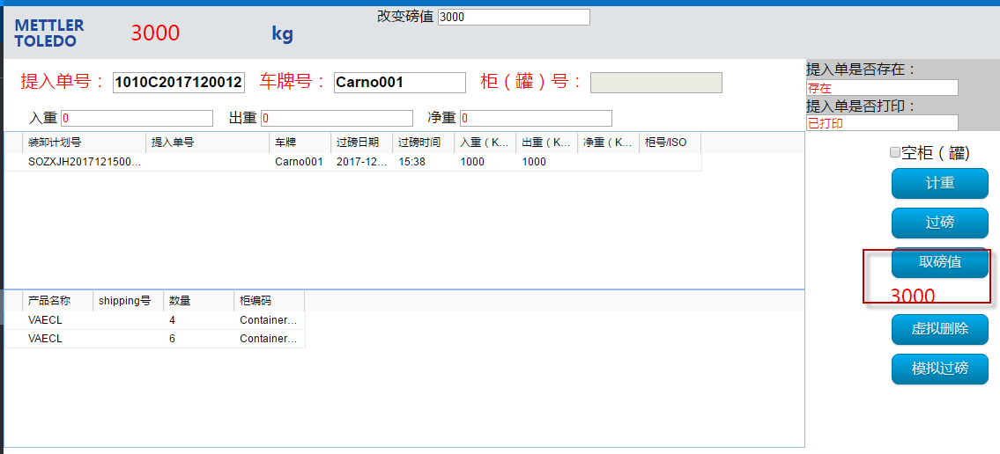 METTLER TOLEDO
3000
kg
改变磅值 3000
提入单号： 1010C2017120012 车牌号： Carno001 柜（罐）号：
提入单是否存在：
存在
提入单是否打印：
已打印
入重 0 出重 0 净重 0
装卸计划号 提入单号 车牌 过磅日期 过磅时间 入重（K... 出重（K... 净重（K... 柜号/ISO
SOZXJH2017121500... Carno001 2017-12... 15:38 1000 1000
空柜（罐)
计重
过磅
取磅值
3000
虚拟删除
模拟过磅
产品名称 shipping号 数量 柜编码
VAECL 4 Container...
VAECL 6 Container...